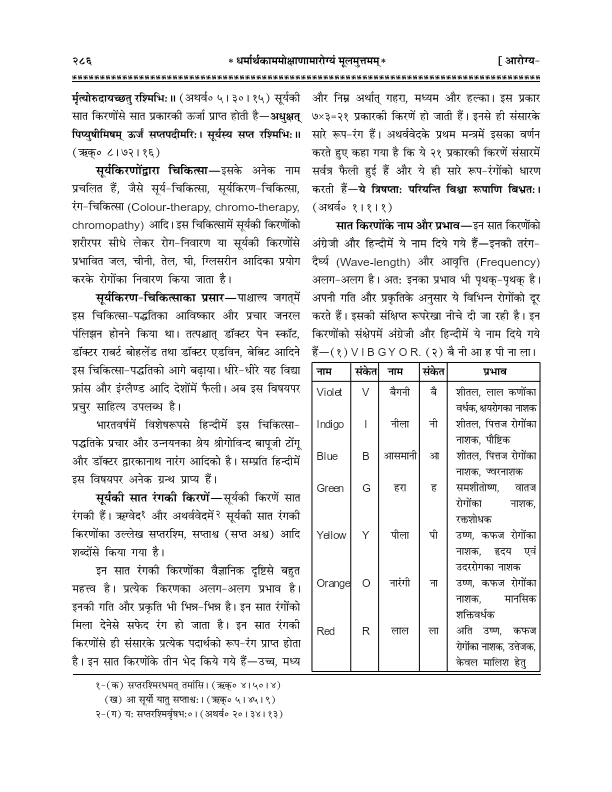 २८६
* धर्मार्थकाममोक्षाणामारोग्यं मूलमुत्तमम् *
[ आरोग्य-
र्मृत्योरुदायच्छतु रश्मिभिः॥ (अथर्व० ५।३०।१५) सूर्यकी
सात किरणोंसे सात प्रकारकी ऊर्जा प्राप्त होती है—अधुक्षत्
पिप्युषीमिषम् ऊर्जं सप्तपदीमरिः। सूर्यस्य सप्त रश्मिभिः॥
(ऋक्० ८।७२।१६)
सूर्यकिरणोंद्वारा चिकित्सा—इसके अनेक नाम
प्रचलित हैं, जैसे सूर्य-चिकित्सा, सूर्यकिरण-चिकित्सा,
रंग-चिकित्सा (Colour-therapy, chromo-therapy,
chromopathy) आदि। इस चिकित्सामें सूर्यकी किरणोंको
शरीरपर सीधे लेकर रोग-निवारण या सूर्यकी किरणोंसे
प्रभावित जल, चीनी, तेल, घी, ग्लिसरीन आदिका प्रयोग
करके रोगोंका निवारण किया जाता है।
सूर्यकिरण-चिकित्साका प्रसार—पाश्चात्त्य जगत्‌में
इस चिकित्सा-पद्धतिका आविष्कार और प्रचार जनरल
पंलिझन होनने किया था। तत्पश्चात् डॉक्टर पेन स्कॉट,
डॉक्टर राबर्ट बोहलेंड तथा डॉक्टर एडविन, बेबिट आदिने
इस चिकित्सा-पद्धतिको आगे बढ़ाया। धीरे-धीरे यह विद्या
फ्रांस और इंग्लैण्ड आदि देशोंमें फैली। अब इस विषयपर
प्रचुर साहित्य उपलब्ध है।
भारतवर्षमें विशेषरूपसे हिन्दीमें इस चिकित्सा-
पद्धतिके प्रचार और उन्नयनका श्रेय श्रीगोविन्द बापूजी टोंगू
और डॉक्टर द्वारकानाथ नारंग आदिको है। सम्प्रति हिन्दीमें
इस विषयपर अनेक ग्रन्थ प्राप्य हैं।
सूर्यकी सात रंगकी किरणें—सूर्यकी किरणें सात
रंगकी हैं। ऋग्वेद१ और अथर्ववेदमें२ सूर्यकी सात रंगकी
किरणोंका उल्लेख सप्तरश्मि, सप्ताश्व (सप्त अश्व) आदि
शब्दोंसे किया गया है।
इन सात रंगकी किरणोंका वैज्ञानिक दृष्टिसे बहुत
महत्त्व है। प्रत्येक किरणका अलग-अलग प्रभाव है।
इनकी गति और प्रकृति भी भिन्न-भिन्न है। इन सात रंगोंको
मिला देनेसे सफेद रंग हो जाता है। इन सात रंगकी
किरणोंसे ही संसारके प्रत्येक पदार्थको रूप-रंग प्राप्त होता
है। इन सात किरणोंके तीन भेद किये गये हैं—उच्च, मध्य
और निम्न अर्थात् गहरा, मध्यम और हल्का। इस प्रकार
७×३=२१ प्रकारकी किरणें हो जाती हैं। इनसे ही संसारके
सारे रूप-रंग हैं। अथर्ववेदके प्रथम मन्त्रमें इसका वर्णन
करते हुए कहा गया है कि ये २१ प्रकारकी किरणें संसारमें
सर्वत्र फैली हुई हैं और ये ही सारे रूप-रंगोंको धारण
करती हैं—ये त्रिषप्ताः परियन्ति विश्वा रूपाणि बिभ्रतः।
(अथर्व० १।१।१)
सात किरणोंके नाम और प्रभाव—इन सात किरणोंको
अंग्रेजी और हिन्दीमें ये नाम दिये गये हैं—इनकी तरंग-
दैर्घ्य (Wave-length) और आवृत्ति (Frequency)
अलग-अलग है। अतः इनका प्रभाव भी पृथक्-पृथक् है।
अपनी गति और प्रकृतिके अनुसार ये विभिन्न रोगोंको दूर
करते हैं। इसकी संक्षिप्त रूपरेखा नीचे दी जा रही है। इन
किरणोंको संक्षेपमें अंग्रेजी और हिन्दीमें ये नाम दिये गये
हैं—(१) V I B G Y O R. (२) बै नी आ ह पी ना ला।
नाम संकेत नाम संकेत प्रभाव
Violet V बैगनी बै शीतल, लाल कणोंका
वर्धक, क्षयरोगका नाशक
Indigo I नीला नी शीतल, पित्तज रोगोंका
नाशक, पौष्टिक
Blue B आसमानी आ शीतल, पित्तज रोगोंका
नाशक, ज्वरनाशक
Green G हरा ह समशीतोष्ण, वातज
रोगोंका नाशक,
रक्तशोधक
Yellow Y पीला पी उष्ण, कफज रोगोंका
नाशक, हृदय एवं
उदररोगका नाशक
Orange O नारंगी ना उष्ण, कफज रोगोंका
नाशक, मानसिक
शक्तिवर्धक
Red R लाल ला अति उष्ण, कफज
रोगोंका नाशक, उत्तेजक,
केवल मालिश हेतु
१-(क) सप्तरश्मिरधमत् तमांसि। (ऋक्० ४।५०।४)
(ख) आ सूर्यो यातु सप्ताश्वः। (ऋक्० ५।४५।९)
२-(ग) यः सप्तरश्मिर्वृषभः०। (अथर्व० २०।३४।१३)